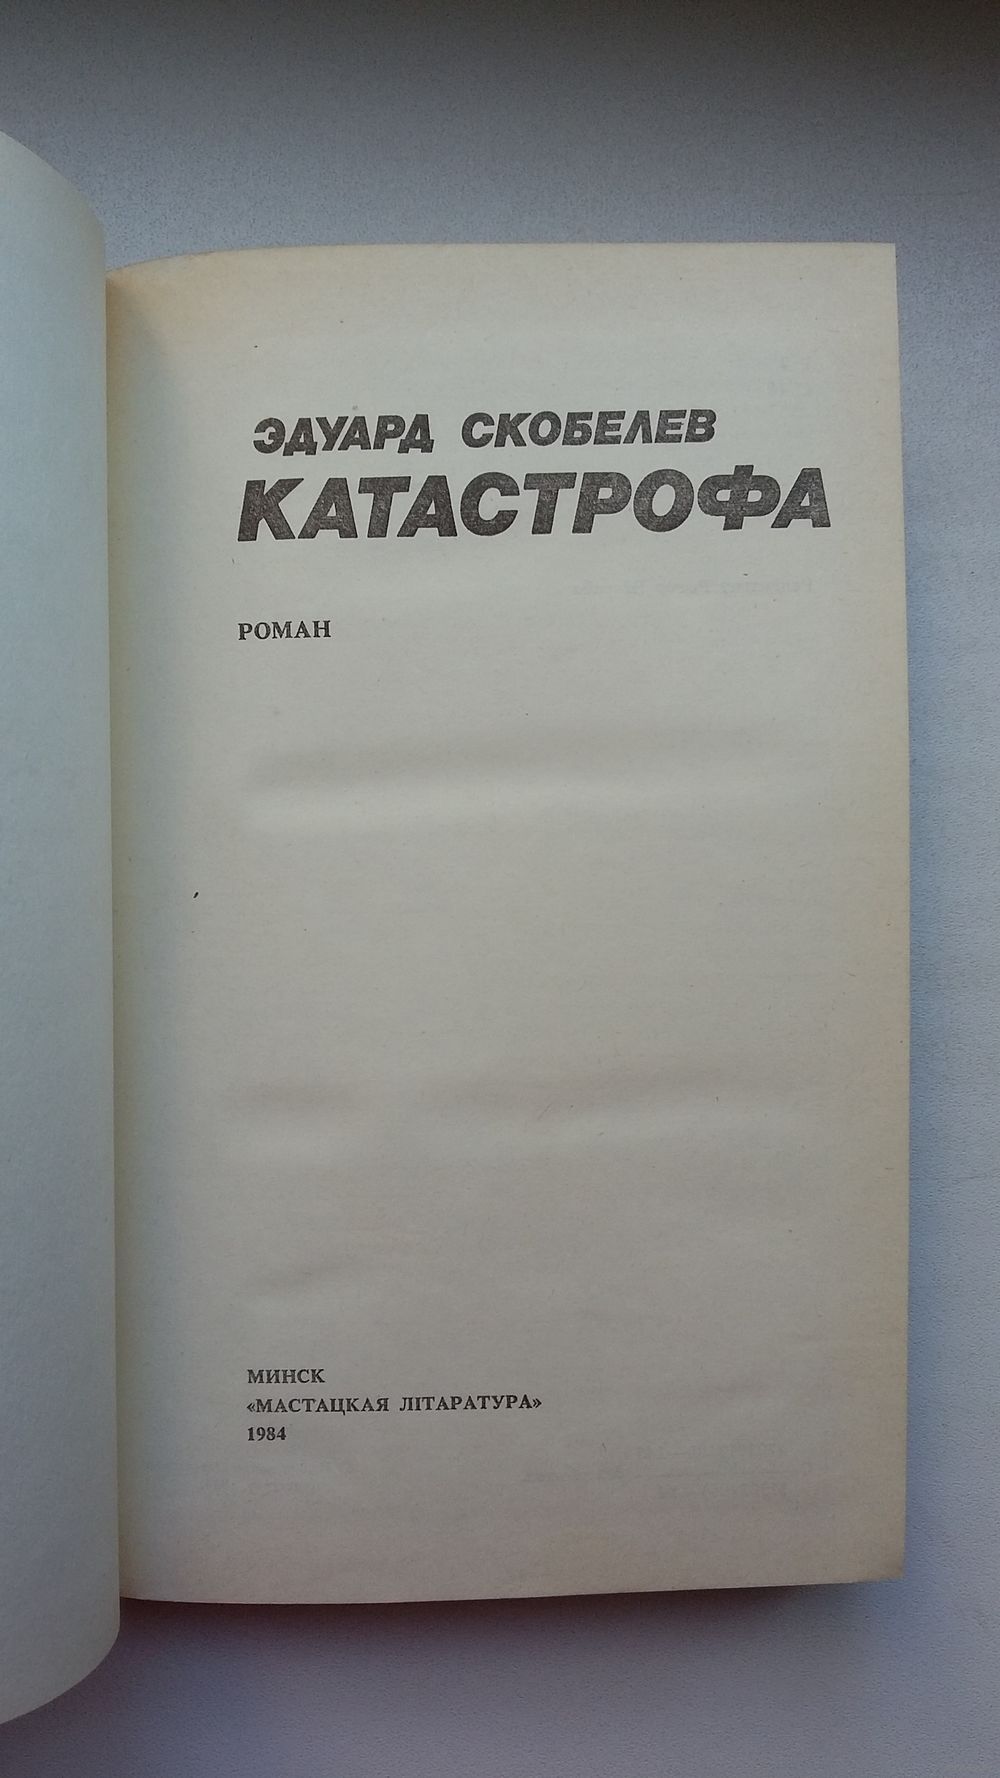 ЭДУАРД СКОБЕЛЕВ
КАТАСТРОФА
РОМАН
МИНСК
«МАСТАЦКАЯ ЛІТАРАТУРА»
1984